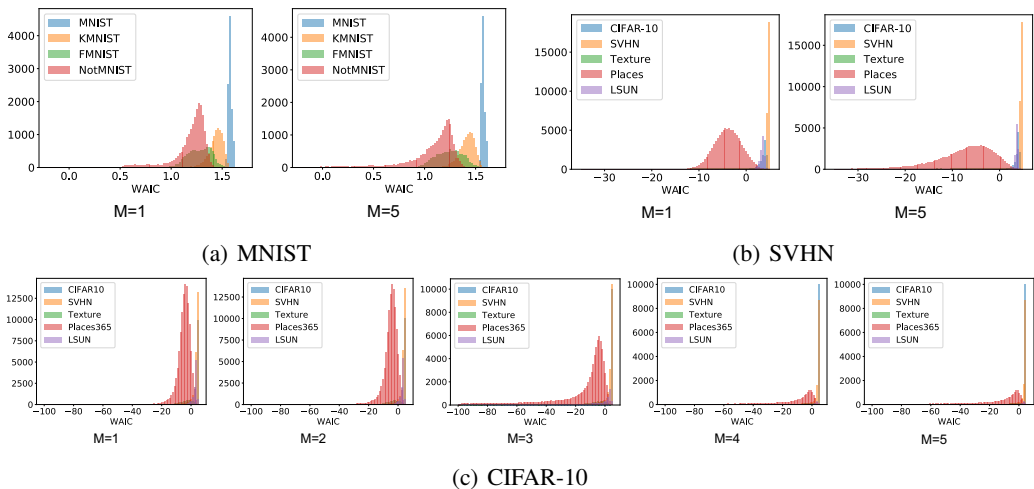 MNIST
KMNIST
FMNIST
NotMNIST
4000
3000
2000
1000
0
0.0 0.5 1.0 1.5
WAIC
M=1
MNIST
KMNIST
FMNIST
NotMNIST
4000
3000
2000
1000
0
0.0 0.5 1.0 1.5
WAIC
M=5
(a) MNIST
CIFAR-10
SVHN
Texture
Places
LSUN
15000
10000
5000
0
−30 −20 −10 0
WAIC
M=1
CIFAR-10
SVHN
Texture
Places
LSUN
15000
10000
5000
0
−30 −20 −10 0
WAIC
M=5
(b) SVHN
CIFAR10
SVHN
Texture
Places365
LSUN
12500
10000
7500
5000
2500
0
−100 −80 −60 −40 −20 0
WAIC
M=1
CIFAR10
SVHN
Texture
Places365
LSUN
12500
10000
7500
5000
2500
0
−100 −80 −60 −40 −20 0
WAIC
M=2
CIFAR10
SVHN
Texture
Places365
LSUN
10000
8000
6000
4000
2000
0
−100 −80 −60 −40 −20 0
WAIC
M=3
CIFAR10
SVHN
Texture
Places365
LSUN
10000
8000
6000
4000
2000
0
−100 −80 −60 −40 −20 0
WAIC
M=4
CIFAR10
SVHN
Texture
Places365
LSUN
10000
8000
6000
4000
2000
0
−100 −80 −60 −40 −20 0
WAIC
M=5
(c) CIFAR-10